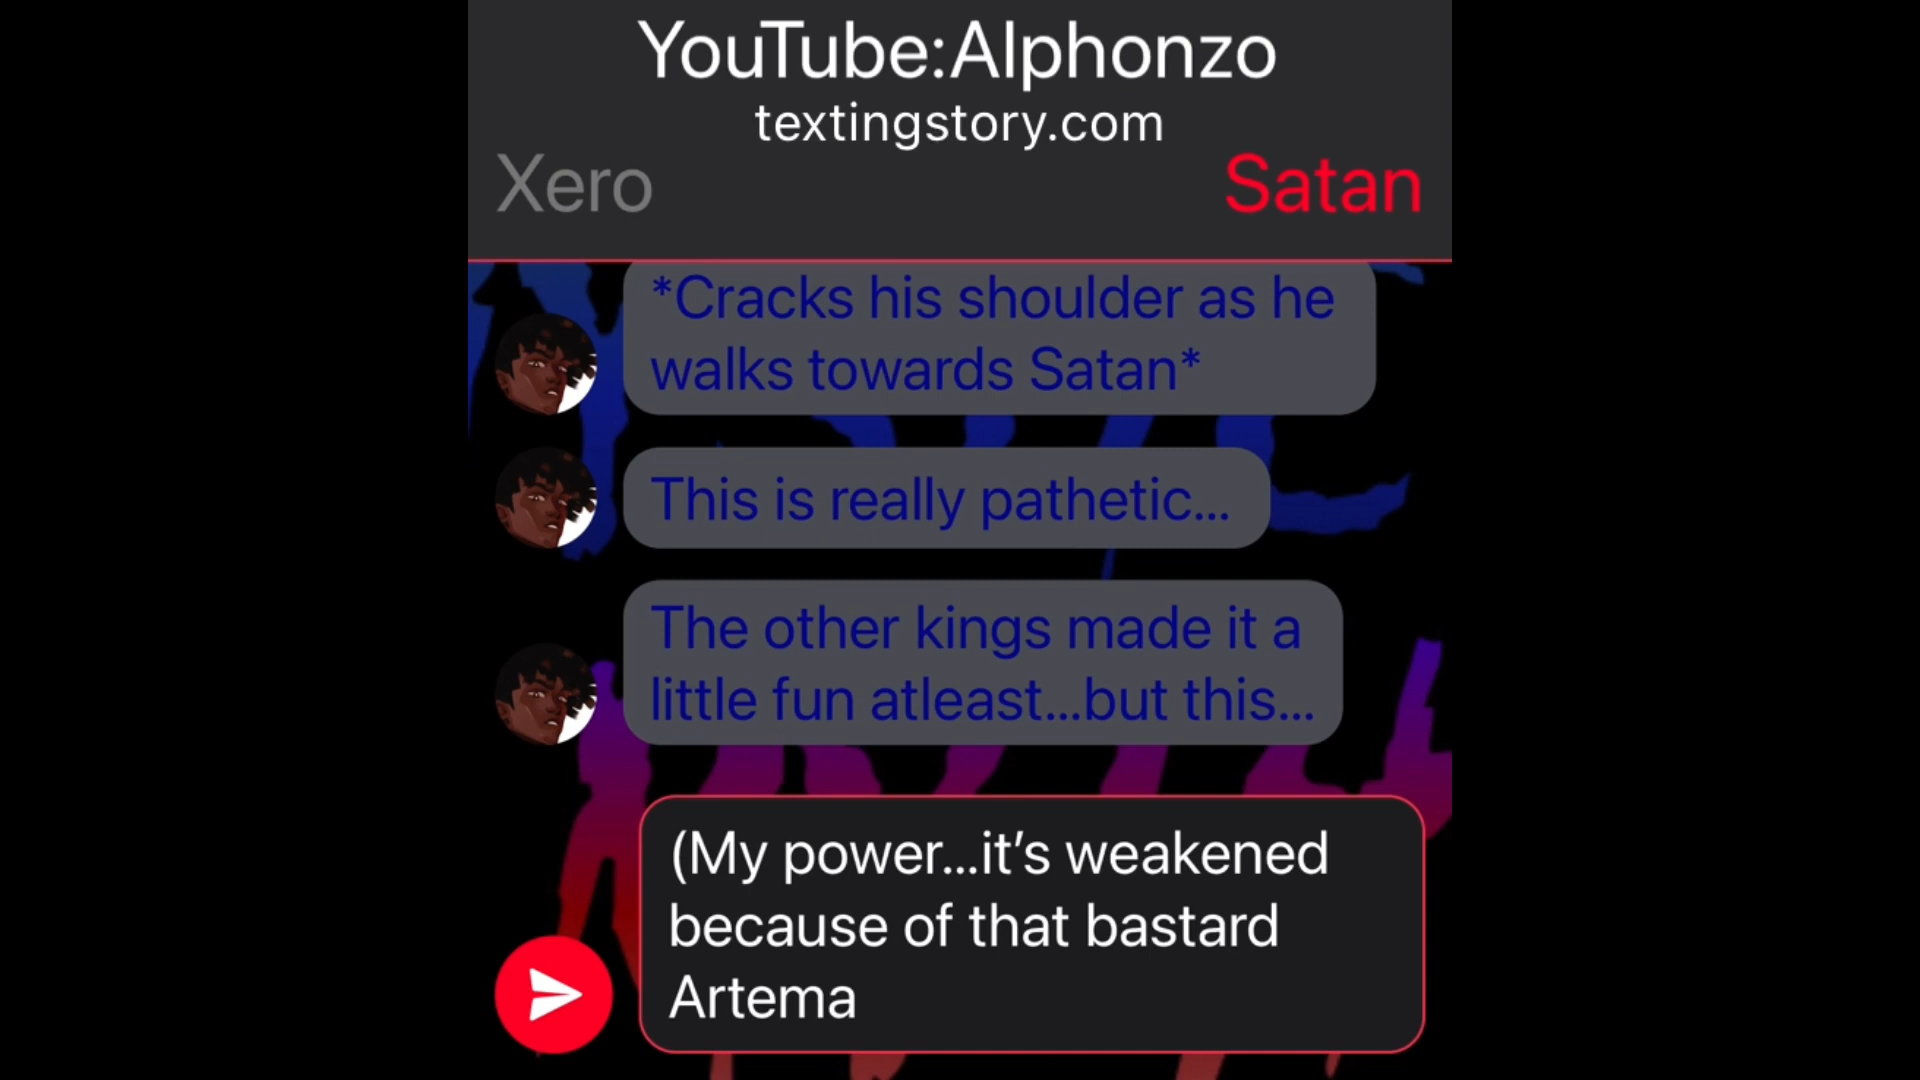 YouTube:Alphonzo
textingstory.com
Xero
Satan
*Cracks his shoulder as he
walks towards Satan*
This is really pathetic...
The other kings made it a
little fun atleast...but this...
(My power...it’s weakened
because of that bastard
Artema